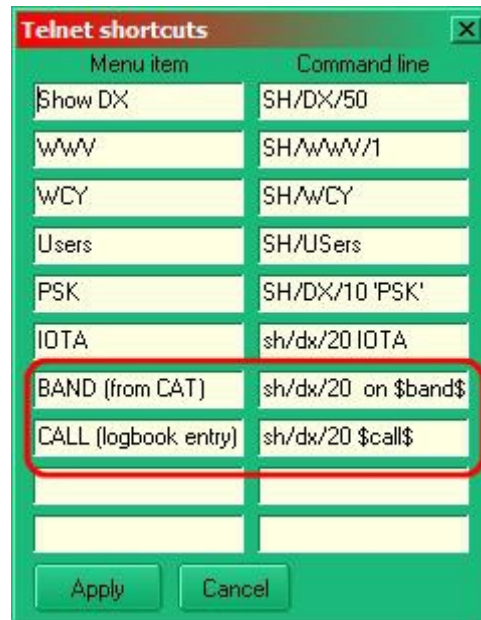 Telnet shortcuts
Menu item Command line
Show DX SH/DX/50
WWV SH/WWV/1
WCY SH/WCY
Users SH/USers
PSK SH/DX/10 'PSK'
IOTA sh/dx/20 IOTA
BAND (from CAT) sh/dx/20 on $band$
CALL (logbook entry) sh/dx/20 $call$
Apply Cancel